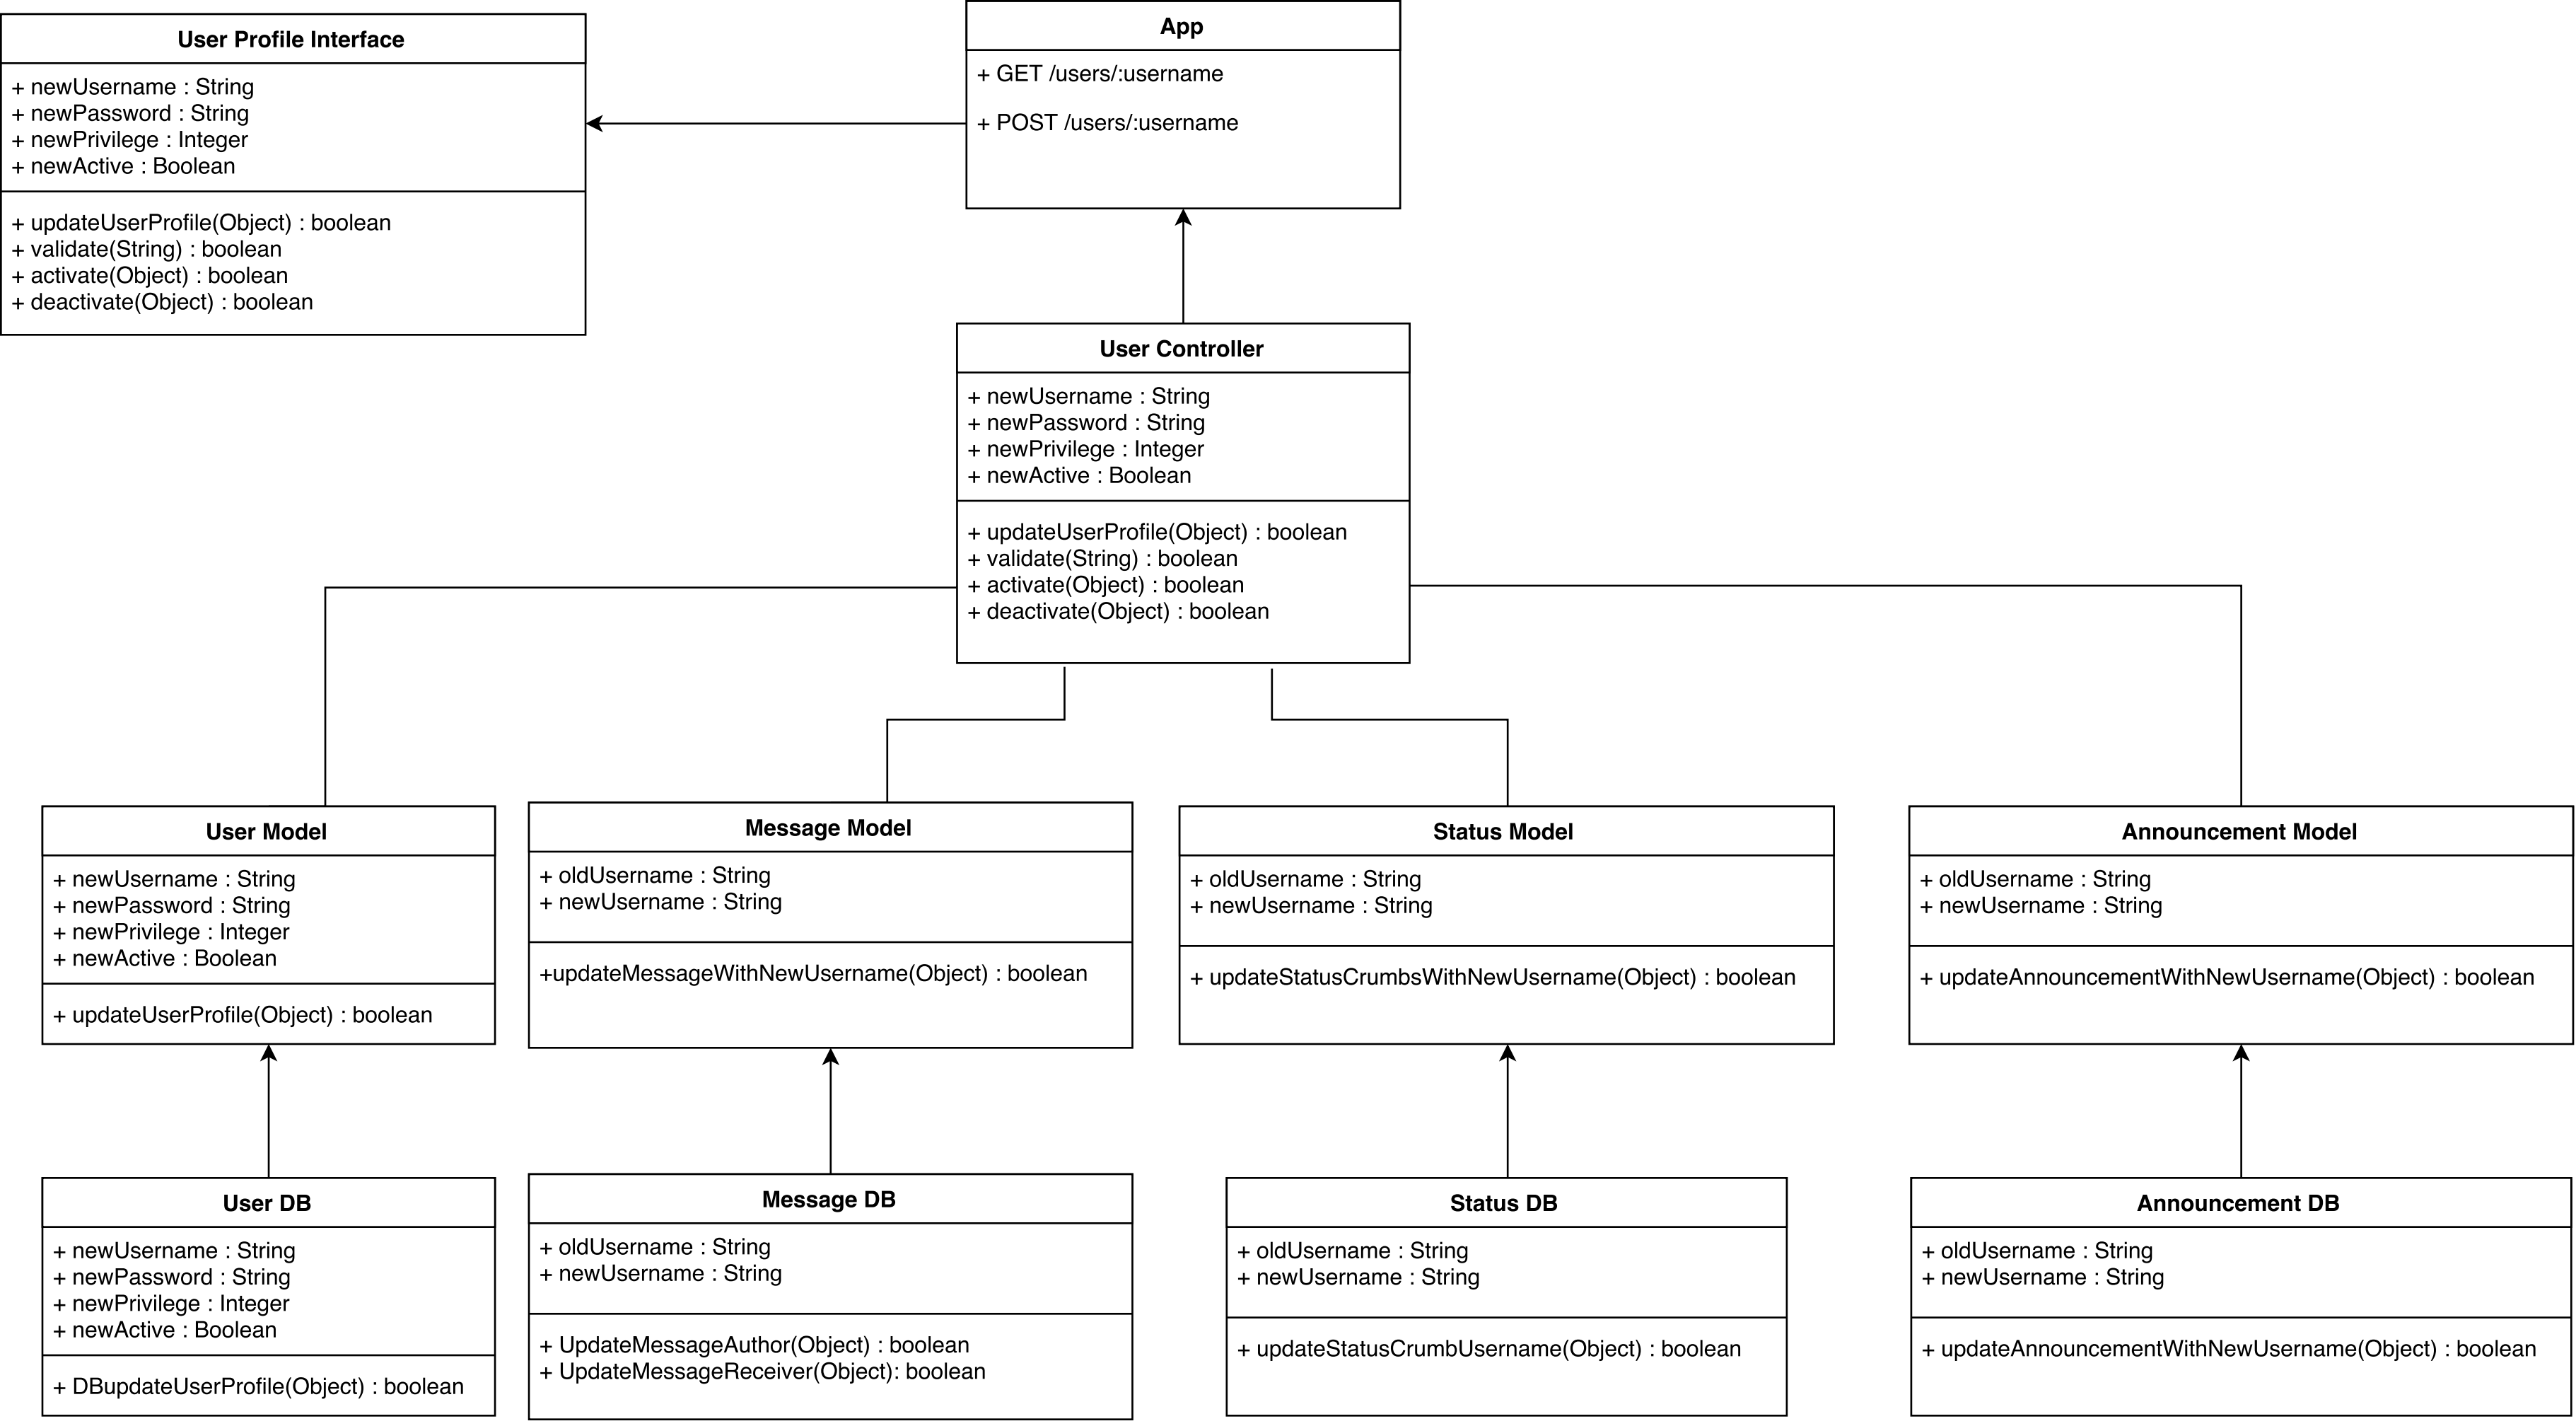 User Profile Interface
+ newUsername : String
+ newPassword : String
+ newPrivilege : Integer
+ newActive : Boolean
+ updateUserProfile(Object) : boolean
+ validate(String) : boolean
+ activate(Object) : boolean
+ deactivate(Object) : boolean
App
+ GET /users/:username
+ POST /users/:username
User Controller
+ newUsername : String
+ newPassword : String
+ newPrivilege : Integer
+ newActive : Boolean
+ updateUserProfile(Object) : boolean
+ validate(String) : boolean
+ activate(Object) : boolean
+ deactivate(Object) : boolean
User Model
+ newUsername : String
+ newPassword : String
+ newPrivilege : Integer
+ newActive : Boolean
+ updateUserProfile(Object) : boolean
Message Model
+ oldUsername : String
+ newUsername : String
+updateMessageWithNewUsername(Object) : boolean
Status Model
+ oldUsername : String
+ newUsername : String
+ updateStatusCrumbsWithNewUsername(Object) : boolean
Announcement Model
+ oldUsername : String
+ newUsername : String
+ updateAnnouncementWithNewUsername(Object) : boolean
User DB
+ newUsername : String
+ newPassword : String
+ newPrivilege : Integer
+ newActive : Boolean
+ DBupdateUserProfile(Object) : boolean
Message DB
+ oldUsername : String
+ newUsername : String
+ UpdateMessageAuthor(Object) : boolean
+ UpdateMessageReceiver(Object): boolean
Status DB
+ oldUsername : String
+ newUsername : String
+ updateStatusCrumbUsername(Object) : boolean
Announcement DB
+ oldUsername : String
+ newUsername : String
+ updateAnnouncementWithNewUsername(Object) : boolean